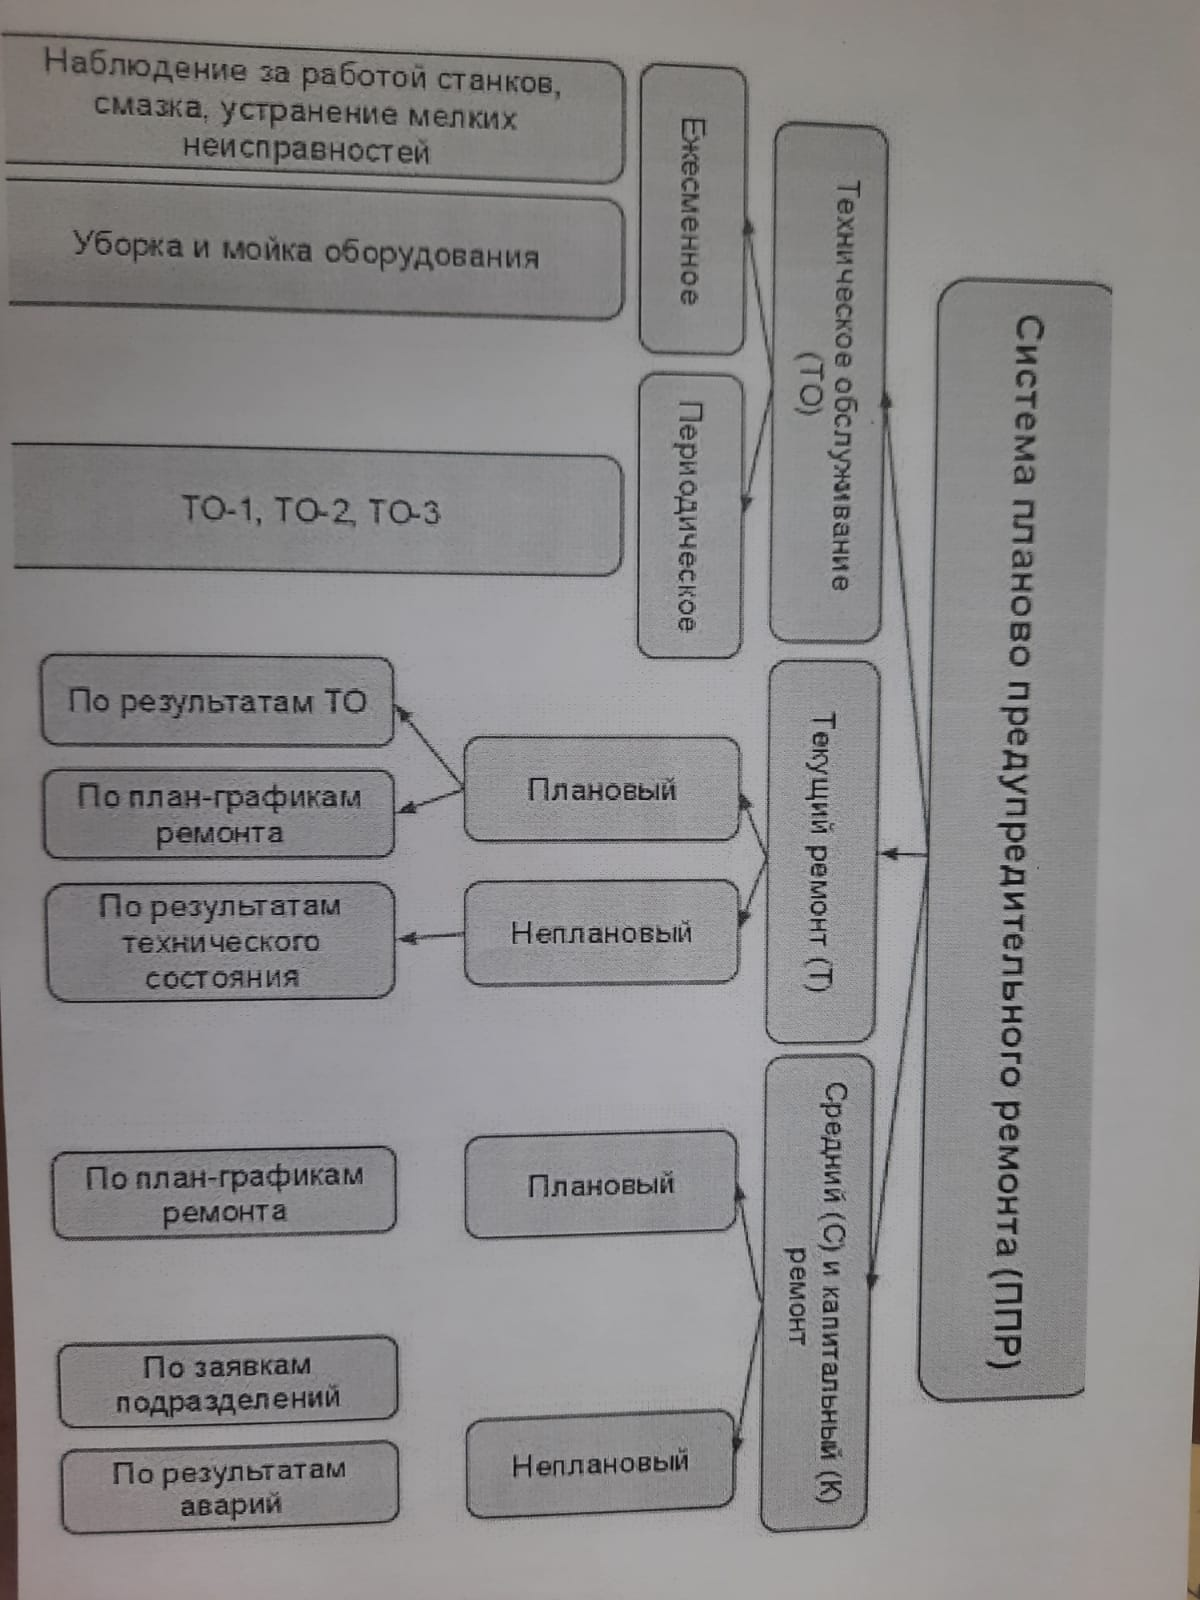 Система планово предупредительного ремонта (ППР)
Техническое обслуживание
(ТО)
Ежесменное
Наблюдение за работой станков,
смазка, устранение мелких
неисправностей
Уборка и мойка оборудования
Периодическое
ТО-1, ТО-2, ТО-3
Текущий ремонт (Т)
Плановый
По результатам ТО
По план-графикам
ремонта
Неплановый
По результатам
технического
состояния
Средний (С) и капитальный (К)
ремонт
Плановый
По план-графикам
ремонта
Неплановый
По заявкам
подразделений
По результатам
аварий